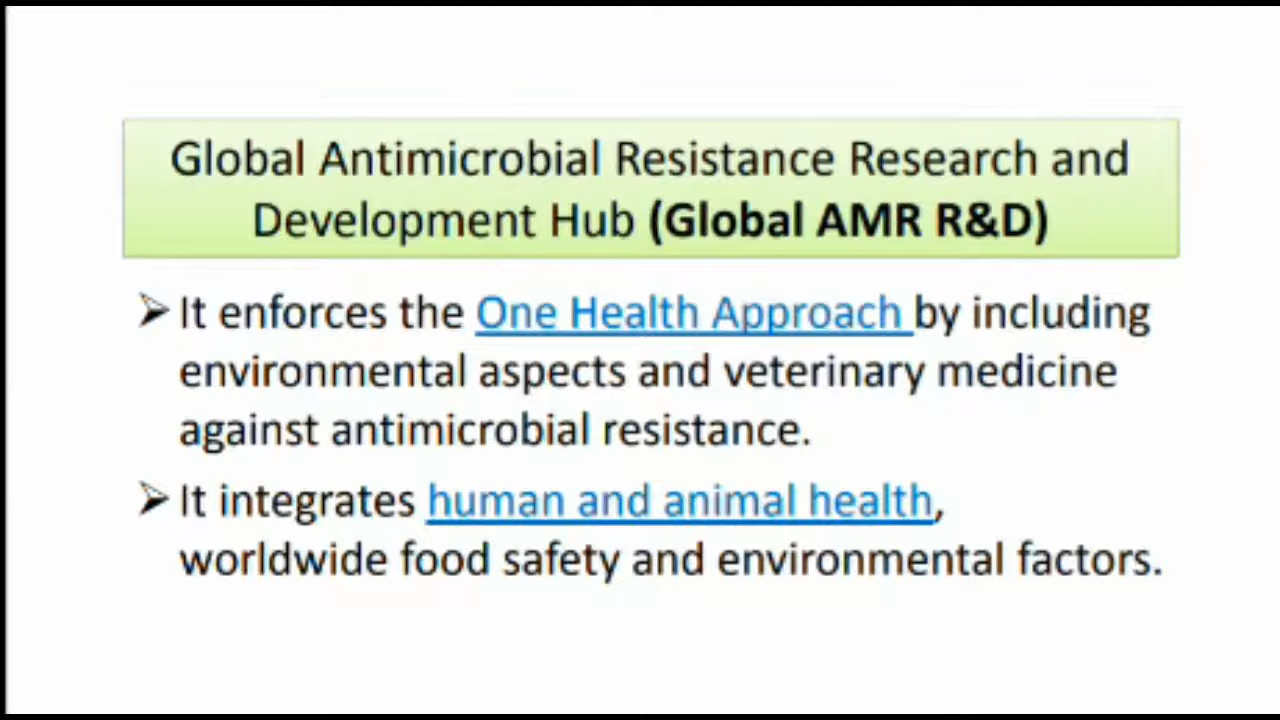 Global Antimicrobial Resistance Research and
Development Hub (Global AMR R&D)
➢ It enforces the One Health Approach by including
environmental aspects and veterinary medicine
against antimicrobial resistance.
➢ It integrates human and animal health,
worldwide food safety and environmental factors.